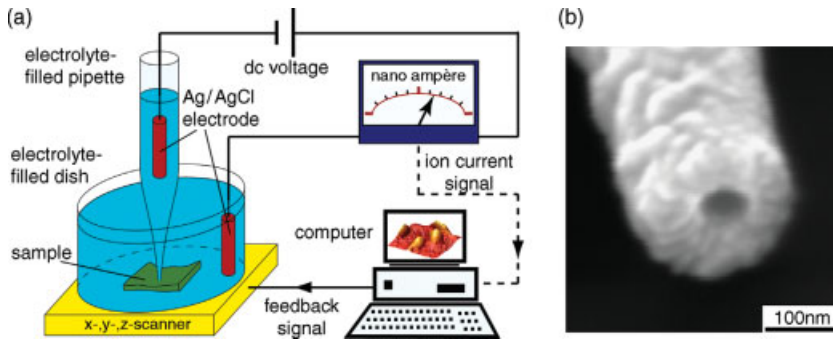 (a)
electrolyte-
filled pipette
dc voltage
nano ampère
Ag/AgCl
electrode
electrolyte-
filled dish
ion current
signal
computer
sample
feedback
signal
x-,y-,z-scanner
(b)
100nm